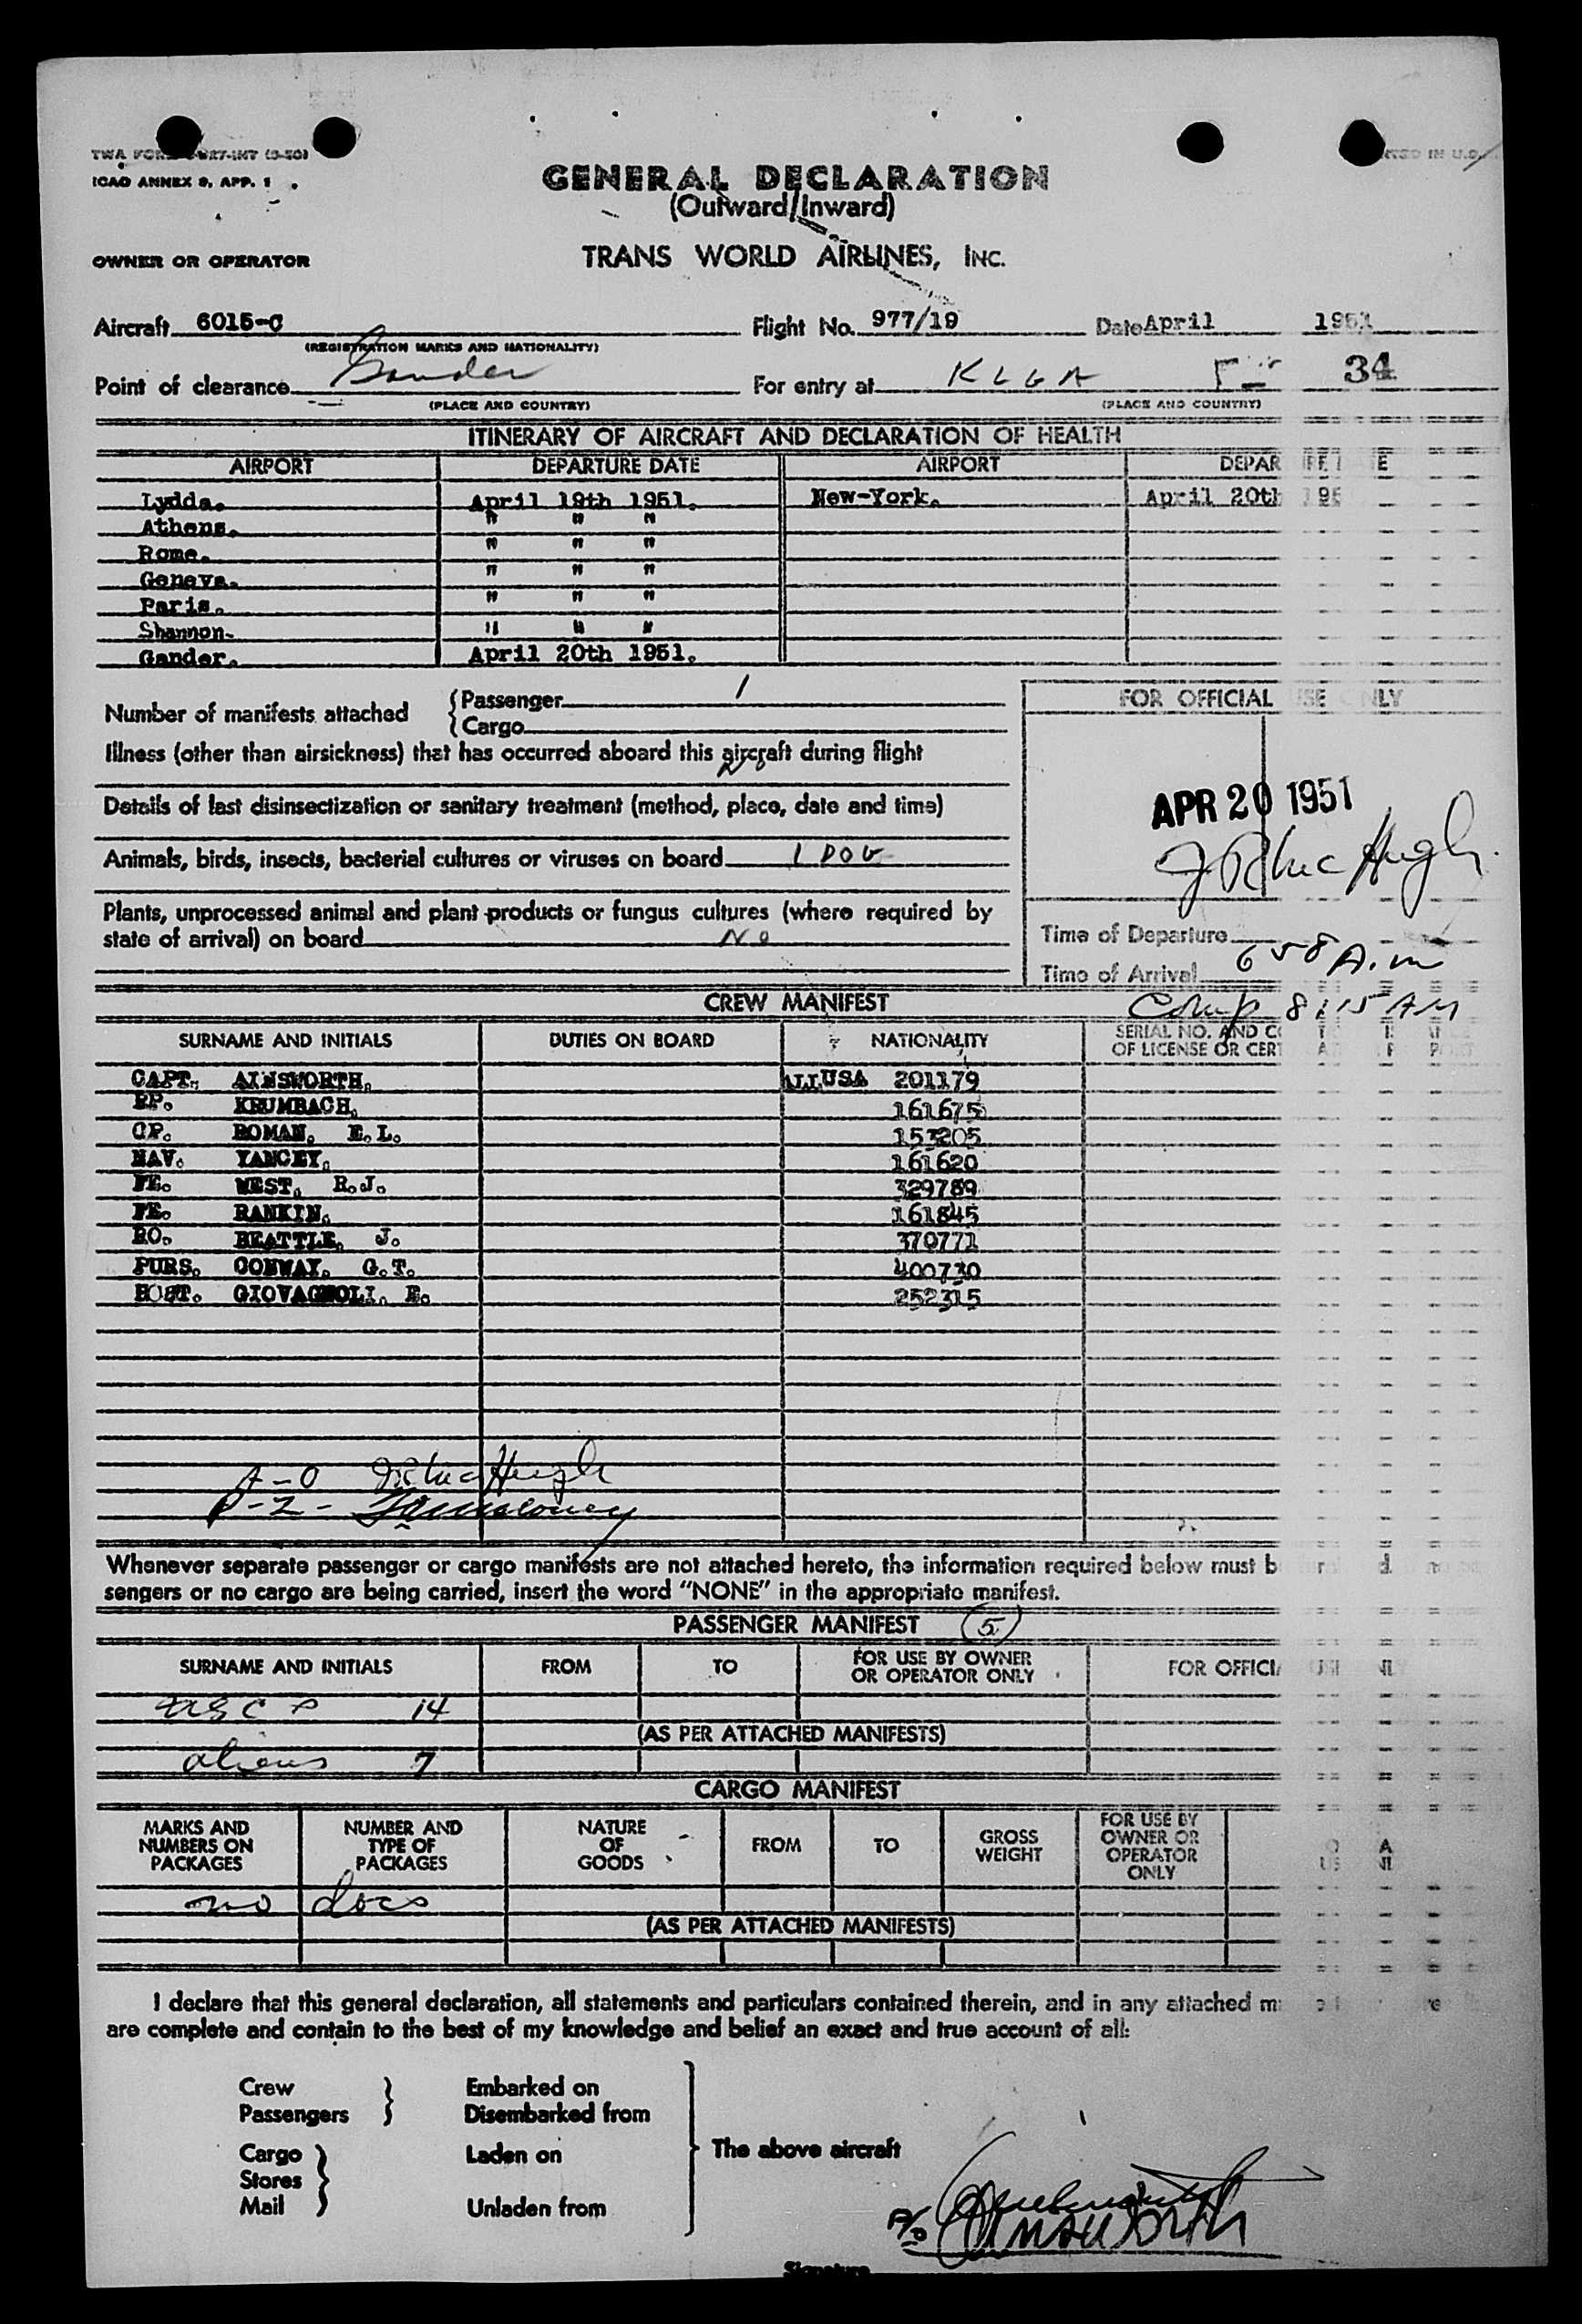 ICAO ANNEX 9, APP. 1
GENERAL DECLARATION
(Outward/Inward)
OWNER OR OPERATOR TRANS WORLD AIRLINES, INC.
Aircraft 6015-C Flight No. 977/19 Date April 1951
(REGISTRATION MARKS AND NATIONALITY)
Point of clearance Gander For entry at KLGA 34
(PLACE AND COUNTRY) (PLACE AND COUNTRY)
ITINERARY OF AIRCRAFT AND DECLARATION OF HEALTH
AIRPORT DEPARTURE DATE AIRPORT
Lydda. April 19th 1951. New-York. April 20th
Athens. " " "
Rome. " " "
Geneva. " " "
Paris. " " "
Shannon. " " "
Gander. April 20th 1951.
Number of manifests attached { Passenger 1
{ Cargo
FOR OFFICIAL USE ONLY
Illness (other than airsickness) that has occurred aboard this aircraft during flight
No
Details of last disinsectization or sanitary treatment (method, place, date and time)
APR 20 1951
Animals, birds, insects, bacterial cultures or viruses on board 1 DOG
J R MacHugh
Plants, unprocessed animal and plant products or fungus cultures (where required by
state of arrival) on board No
Time of Departure
Time of Arrival 658 A.m
CREW MANIFEST Comp 8:15 AM
SURNAME AND INITIALS DUTIES ON BOARD NATIONALITY SERIAL NO. AND
OF LICENSE OR CERT
CAPT. AINSWORTH. ALL USA 201179
RP. KRUMBACH. 161675
CP. ROMAN. E.L. 153205
NAV. YANCEY. 161620
FE. WEST. R.J. 329789
FE. RANKIN. 161845
RO. BEATTLE. J. 370771
PURS. CONWAY. G.T. 400730
HOST. GIOVAGNOLI. E. 252315
A-0 J R MacHugh
P-2-
Whenever separate passenger or cargo manifests are not attached hereto, the information required below must
sengers or no cargo are being carried, insert the word "NONE" in the appropriate manifest.
PASSENGER MANIFEST (5)
SURNAME AND INITIALS FROM TO FOR USE BY OWNER
OR OPERATOR ONLY
USC s 14
(AS PER ATTACHED MANIFESTS)
aliens 7
CARGO MANIFEST
MARKS AND
NUMBERS ON
PACKAGES
NUMBER AND
TYPE OF
PACKAGES
NATURE
OF
GOODS
FROM
TO
GROSS
WEIGHT
FOR USE BY
OWNER OR
OPERATOR
ONLY
no docs
(AS PER ATTACHED MANIFESTS)
I declare that this general declaration, all statements and particulars contained therein, and in any attached
are complete and contain to the best of my knowledge and belief an exact and true account of all:
Crew } Embarked on
Passengers } Disembarked from
The above aircraft
Cargo } Laden on
Stores
Mail Unladen from
AINSWORTH
Signature